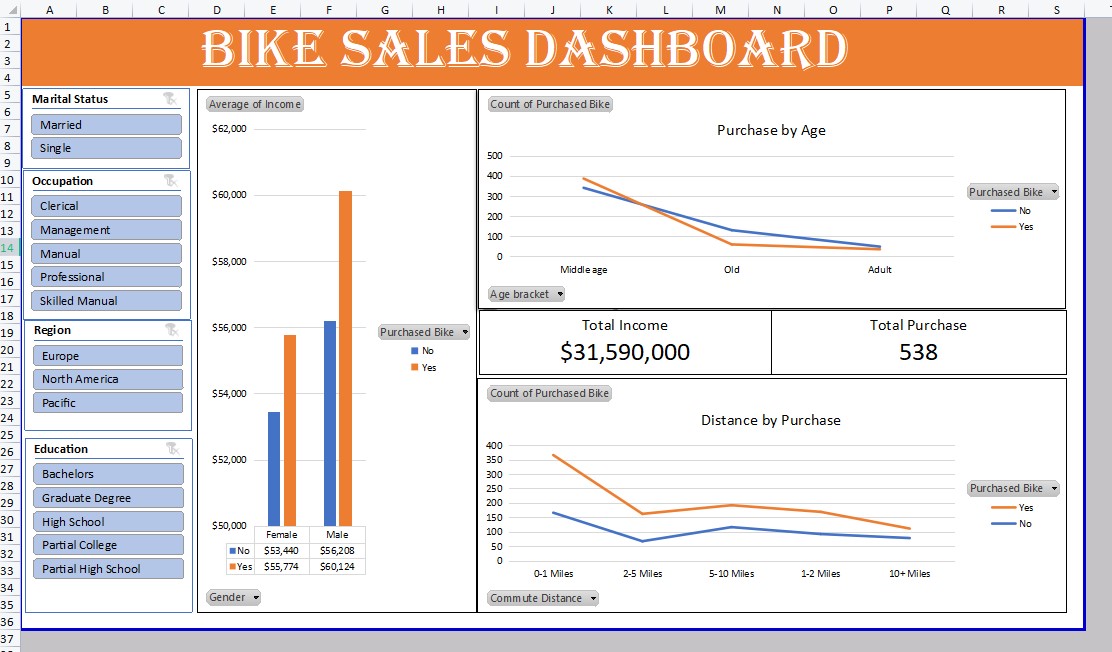 A B C D E F G H I J K L M N O P Q R S
1
2
3
4
5
6
7
8
9
10
11
12
13
14
15
16
17
18
19
20
21
22
23
24
25
26
27
28
29
30
31
32
33
34
35
36
37
BIKE SALES DASHBOARD
Marital Status
Married
Single
Occupation
Clerical
Management
Manual
Professional
Skilled Manual
Region
Europe
North America
Pacific
Education
Bachelors
Graduate Degree
High School
Partial College
Partial High School
Average of Income
$62,000
$60,000
$58,000
$56,000
$54,000
$52,000
$50,000
Female Male
No $53,440 $56,208
Yes $55,774 $60,124
Purchased Bike
No
Yes
Gender
Count of Purchased Bike
Purchase by Age
500
400
300
200
100
0
Middle age Old Adult
Purchased Bike
No
Yes
Age bracket
Total Income
$31,590,000
Total Purchase
538
Count of Purchased Bike
Distance by Purchase
400
350
300
250
200
150
100
50
0
0-1 Miles 2-5 Miles 5-10 Miles 1-2 Miles 10+ Miles
Purchased Bike
Yes
No
Commute Distance